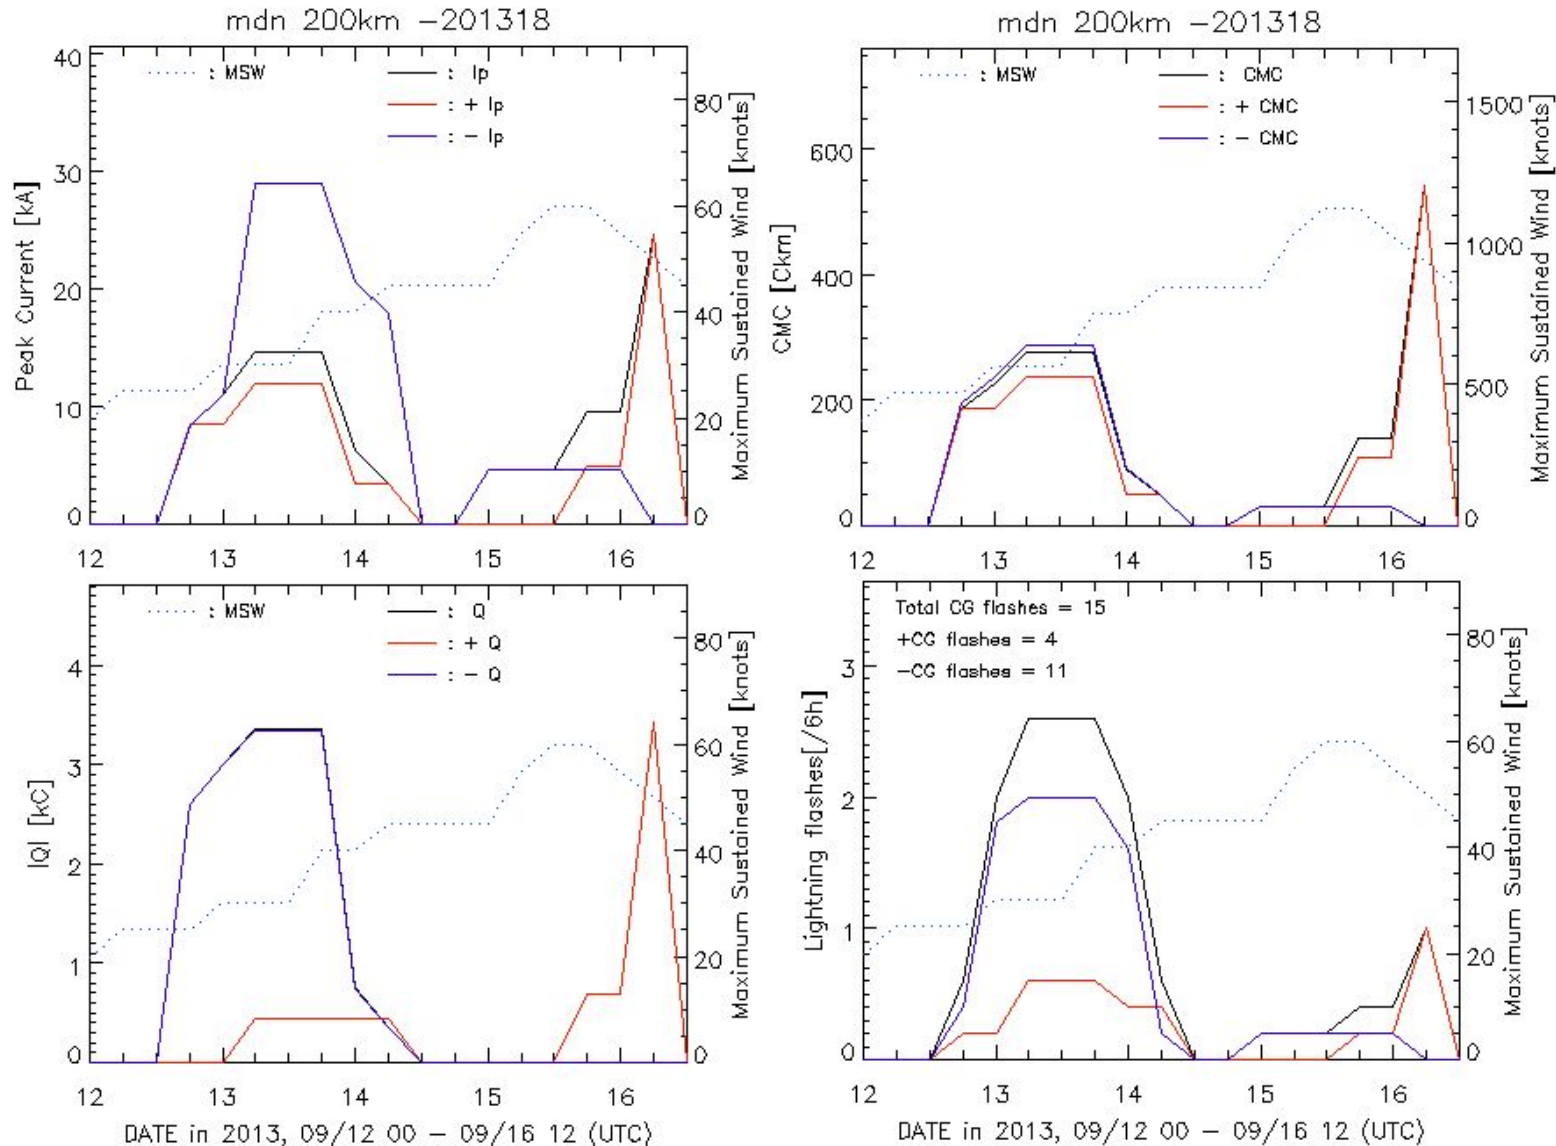 mdn 200km -201318
: MSW
: Ip
: + Ip
: - Ip
40
30
20
10
0
Peak Current [kA]
80
60
40
20
0
Maximum Sustained Wind [knots]
12 13 14 15 16
mdn 200km -201318
: MSW
: CMC
: + CMC
: - CMC
600
400
200
0
CMC [Ckm]
1500
1000
500
0
Maximum Sustained Wind [knots]
12 13 14 15 16
: MSW
: Q
: + Q
: - Q
4
3
2
1
0
|Q| [kC]
80
60
40
20
0
Maximum Sustained Wind [knots]
12 13 14 15 16
DATE in 2013, 09/12 00 - 09/16 12 (UTC)
Total CG flashes = 15
+CG flashes = 4
-CG flashes = 11
3
2
1
0
Lightning flashes[/6h]
80
60
40
20
0
Maximum Sustained Wind [knots]
12 13 14 15 16
DATE in 2013, 09/12 00 - 09/16 12 (UTC)